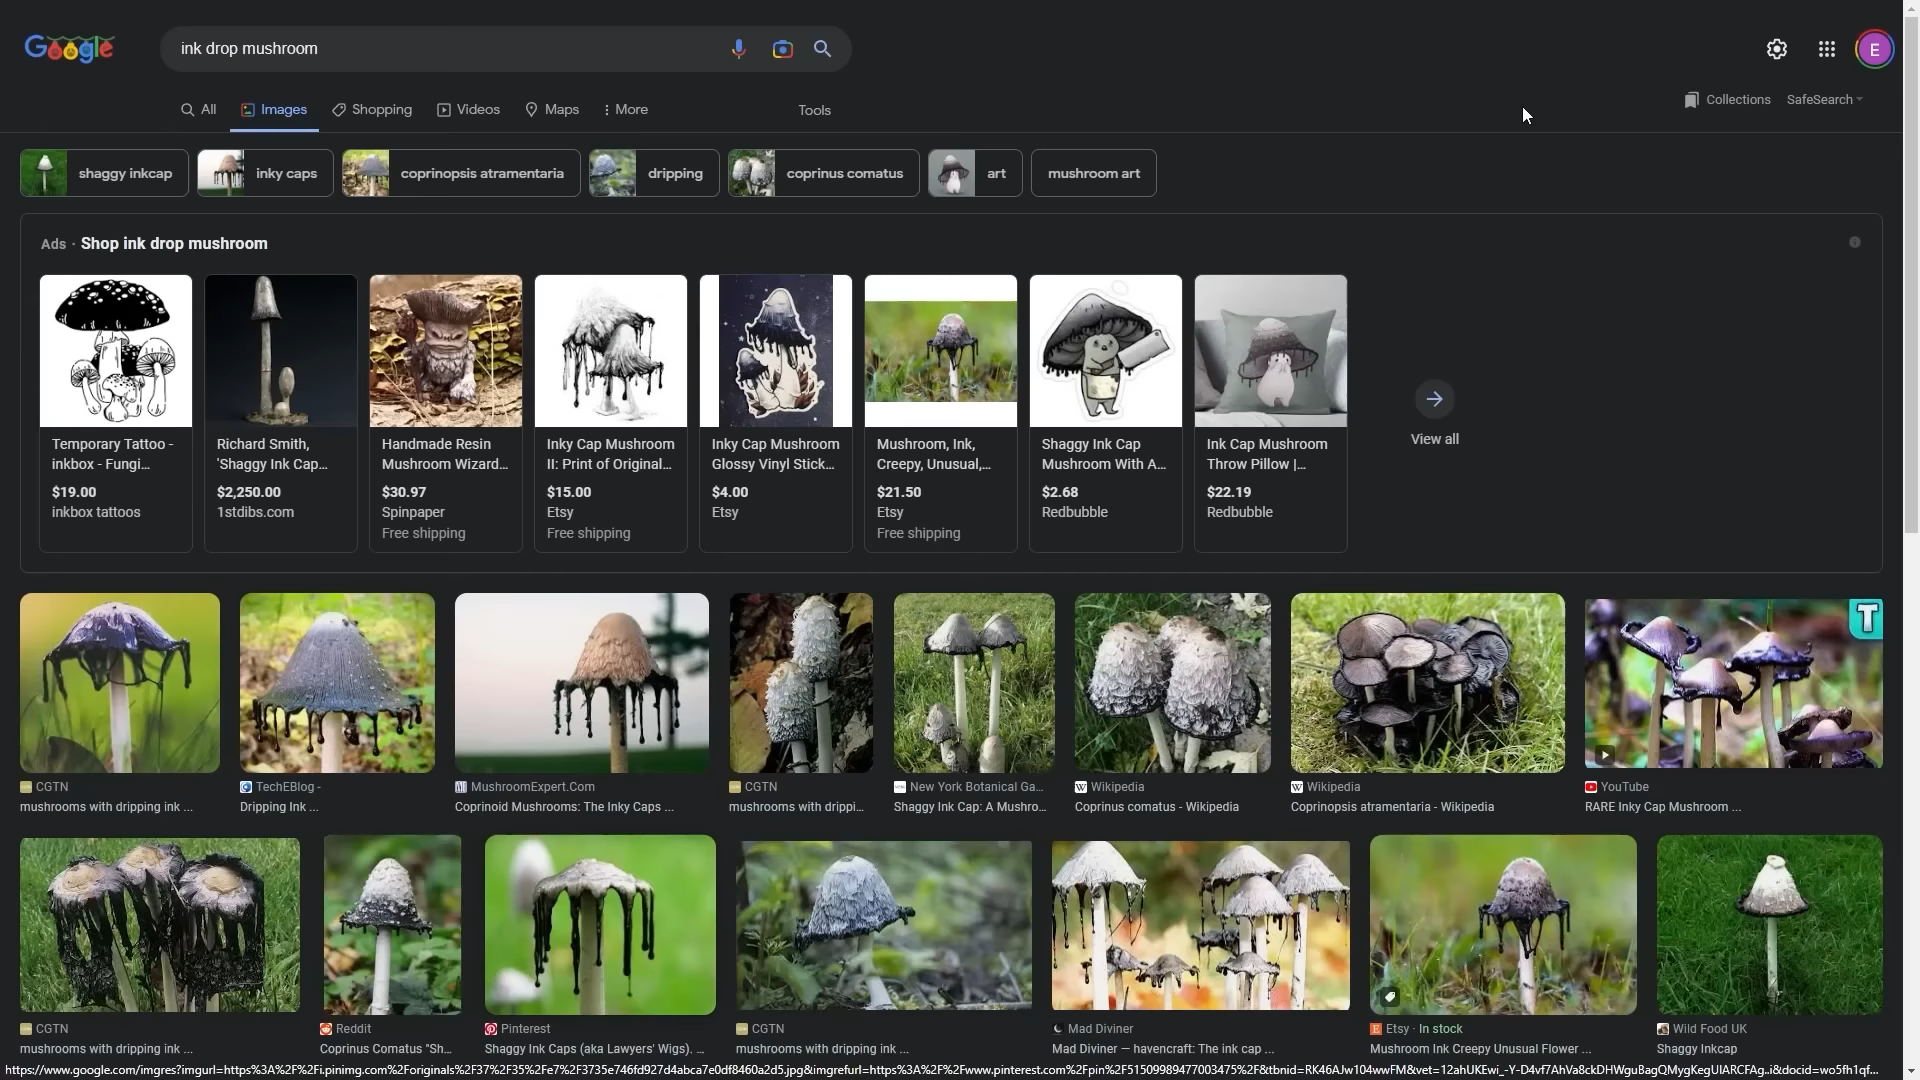 Google
ink drop mushroom
E
All
Images
Shopping
Videos
Maps
More
Tools
Collections
SafeSearch
shaggy inkcap
inky caps
coprinopsis atramentaria
dripping
coprinus comatus
art
mushroom art
Ads · Shop ink drop mushroom
Temporary Tattoo -
inkbox - Fungi...
$19.00
inkbox tattoos
Richard Smith,
'Shaggy Ink Cap...
$2,250.00
1stdibs.com
Handmade Resin
Mushroom Wizard...
$30.97
Spinpaper
Free shipping
Inky Cap Mushroom
II: Print of Original...
$15.00
Etsy
Free shipping
Inky Cap Mushroom
Glossy Vinyl Stick...
$4.00
Etsy
Mushroom, Ink,
Creepy, Unusual,...
$21.50
Etsy
Free shipping
Shaggy Ink Cap
Mushroom With A...
$2.68
Redbubble
Ink Cap Mushroom
Throw Pillow |...
$22.19
Redbubble
View all
T
CGTN
mushrooms with dripping ink ...
TechEBlog -
Dripping Ink ...
MushroomExpert.Com
Coprinoid Mushrooms: The Inky Caps ...
CGTN
mushrooms with drippi...
New York Botanical Ga...
Shaggy Ink Cap: A Mushro...
Wikipedia
Coprinus comatus - Wikipedia
Wikipedia
Coprinopsis atramentaria - Wikipedia
YouTube
RARE Inky Cap Mushroom ...
CGTN
mushrooms with dripping ink ...
Reddit
Coprinus Comatus "Sh...
Pinterest
Shaggy Ink Caps (aka Lawyers' Wigs). ...
CGTN
mushrooms with dripping ink ...
Mad Diviner
Mad Diviner — havencraft: The ink cap ...
Etsy · In stock
Mushroom Ink Creepy Unusual Flower ...
Wild Food UK
Shaggy Inkcap